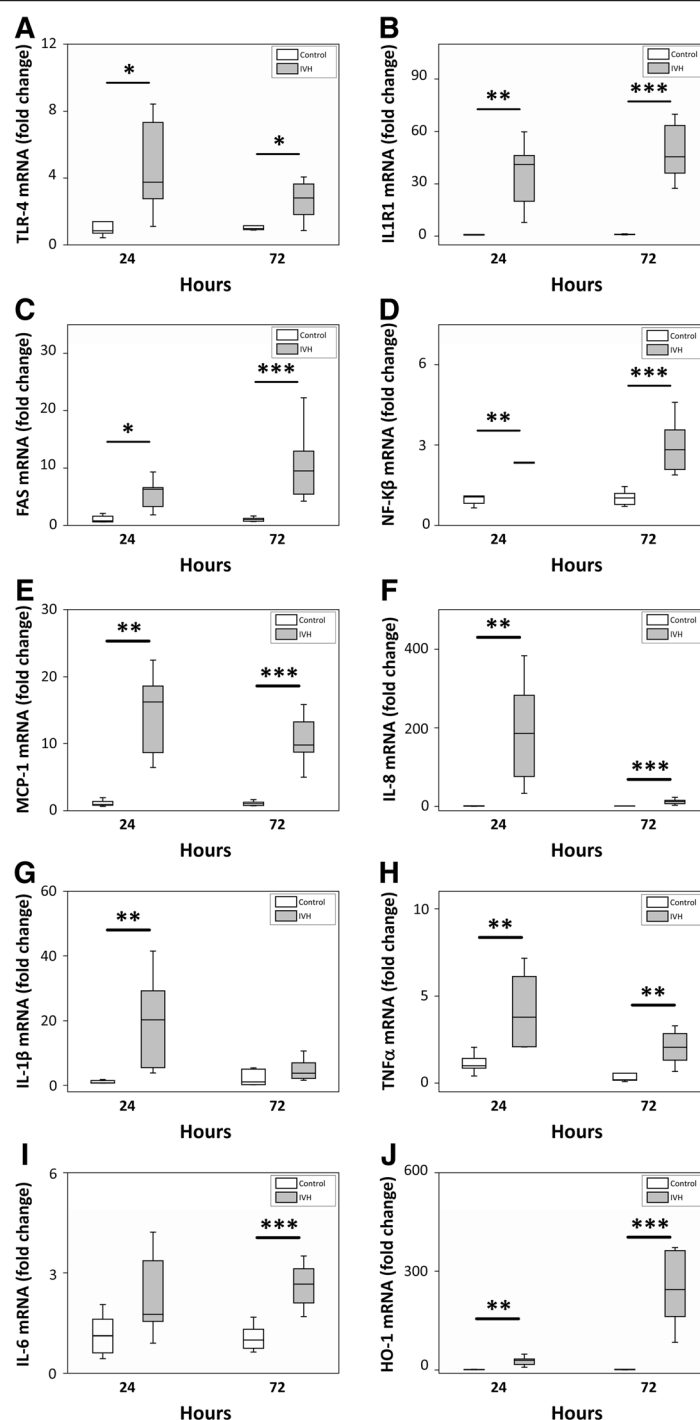 A
TLR-4 mRNA (fold change)
12
8
4
0
*
*
Control
IVH
24
72
Hours
B
IL1R1 mRNA (fold change)
90
60
30
0
**
***
Control
IVH
24
72
Hours
C
FAS mRNA (fold change)
30
20
10
0
*
***
Control
IVH
24
72
Hours
D
NF-Kβ mRNA (fold change)
6
3
0
**
***
Control
IVH
24
72
Hours
E
MCP-1 mRNA (fold change)
30
20
10
0
**
***
Control
IVH
24
72
Hours
F
IL-8 mRNA (fold change)
400
200
0
**
***
Control
IVH
24
72
Hours
G
IL-1β mRNA (fold change)
60
40
20
0
**
Control
IVH
24
72
Hours
H
TNFα mRNA (fold change)
10
5
0
**
**
Control
IVH
24
72
Hours
I
IL-6 mRNA (fold change)
6
3
0
***
Control
IVH
24
72
Hours
J
HO-1 mRNA (fold change)
600
300
0
**
***
Control
IVH
24
72
Hours